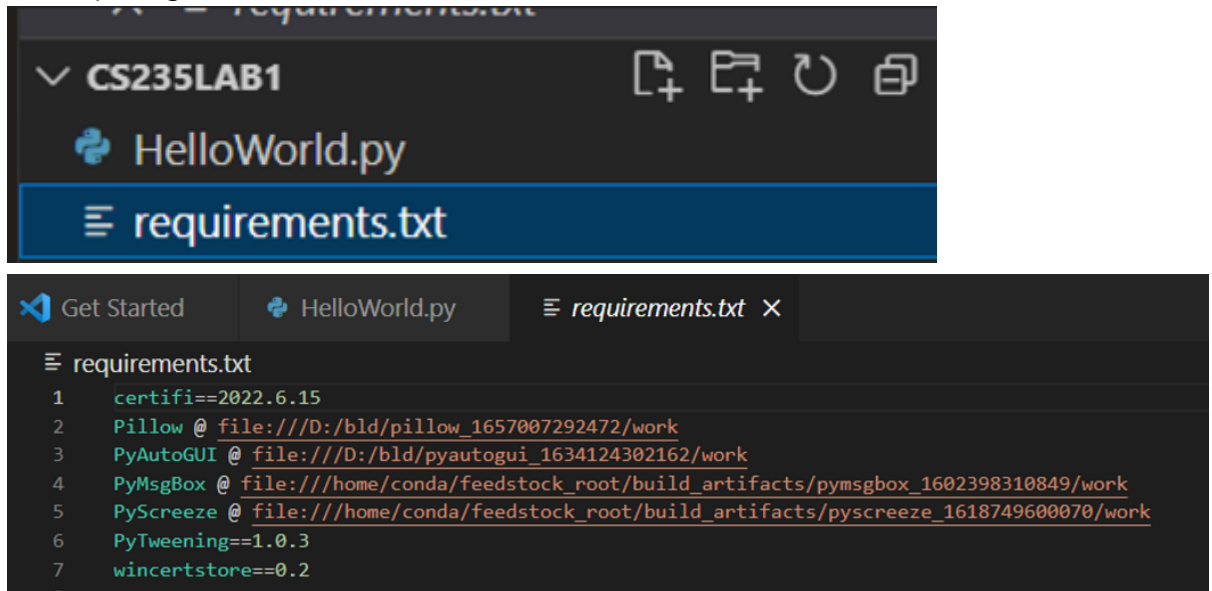 requirements.txt
CS235LAB1
HelloWorld.py
requirements.txt
Get Started HelloWorld.py requirements.txt
requirements.txt
1 certifi==2022.6.15
2 Pillow @ file:///D:/bld/pillow_1657007292472/work
3 PyAutoGUI @ file:///D:/bld/pyautogui_1634124302162/work
4 PyMsgBox @ file:///home/conda/feedstock_root/build_artifacts/pymsgbox_1602398310849/work
5 PyScreeze @ file:///home/conda/feedstock_root/build_artifacts/pyscreeze_1618749600070/work
6 PyTweening==1.0.3
7 wincertstore==0.2